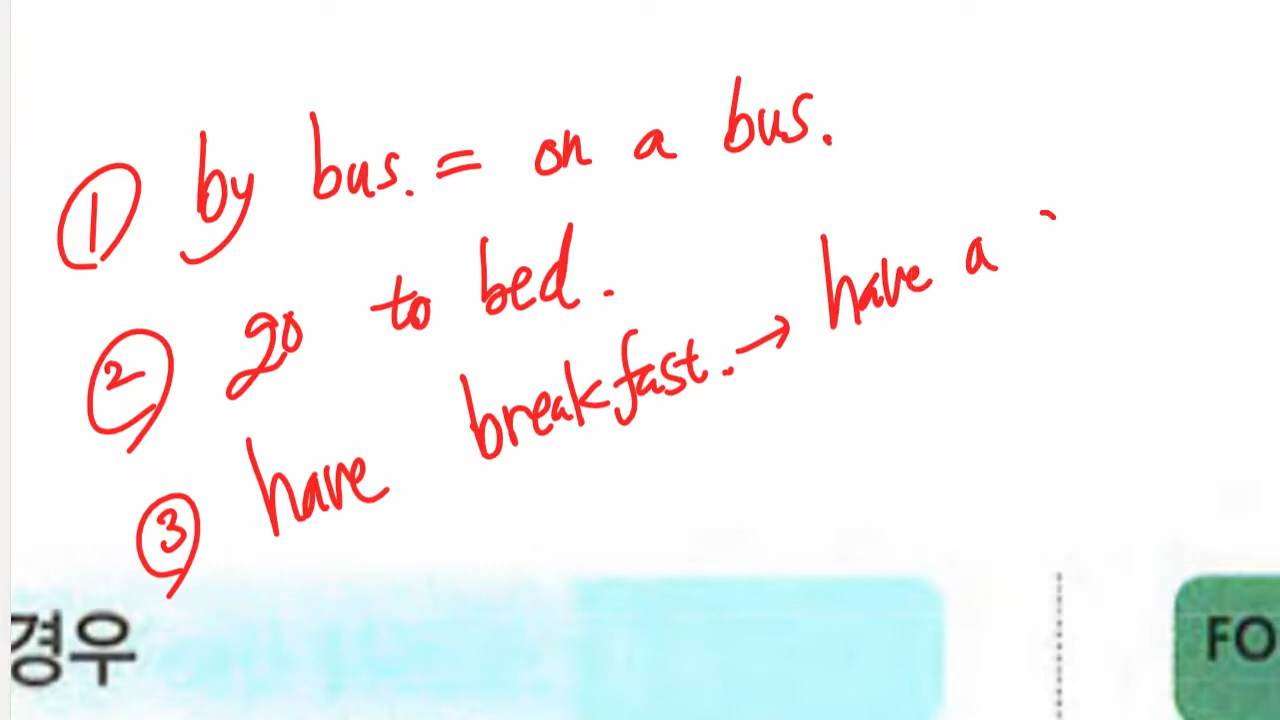 ① by bus. = on a bus.
② go to bed.
③ have breakfast. → have a
경우
FO